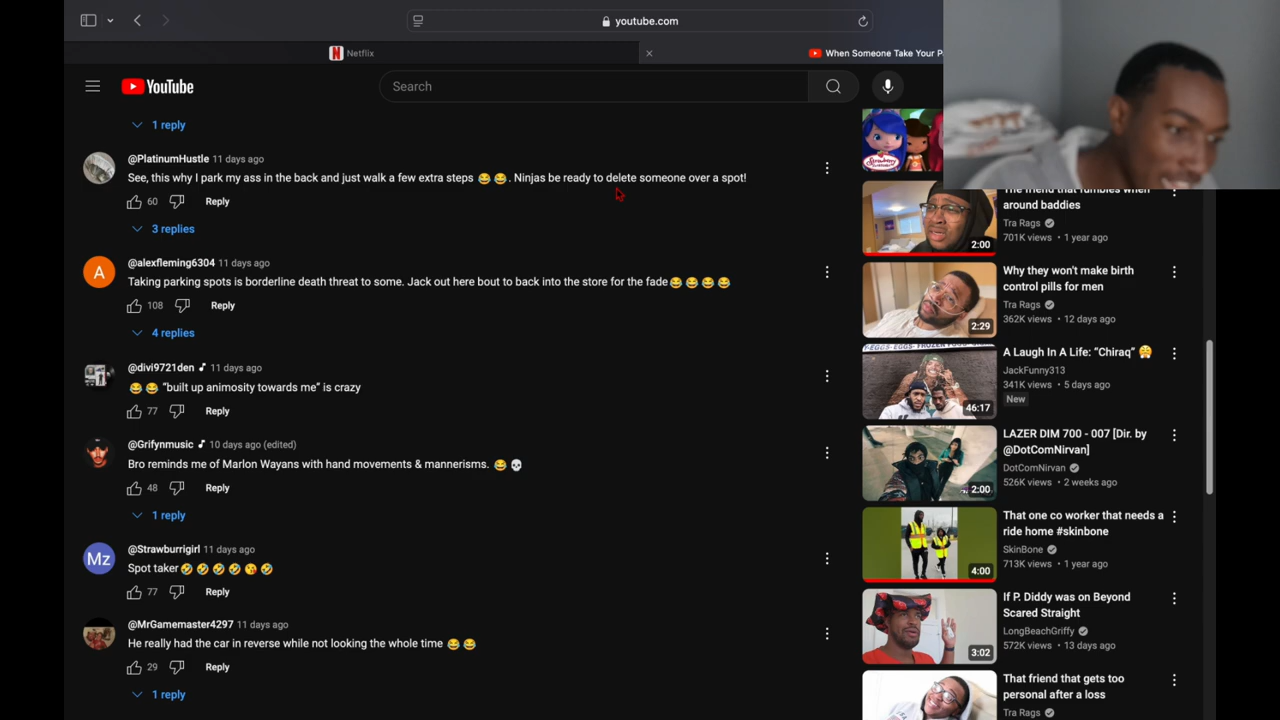 youtube.com
Netflix
When Someone Take Your P
YouTube
Search
1 reply
@PlatinumHustle 11 days ago
See, this why I park my ass in the back and just walk a few extra steps 😂 😂. Ninjas be ready to delete someone over a spot!
60 Reply
3 replies
@alexfleming6304 11 days ago
A
Taking parking spots is borderline death threat to some. Jack out here bout to back into the store for the fade😂 😂 😂 😂
108 Reply
4 replies
@divi9721den 11 days ago
😂 😂 “built up animosity towards me” is crazy
77 Reply
@Grifynmusic 10 days ago (edited)
Bro reminds me of Marlon Wayans with hand movements & mannerisms. 😂 💀
48 Reply
1 reply
@Strawburrigirl 11 days ago
Mz
Spot taker🤣 🤣 🤣 🤣 😘 🤣
77 Reply
@MrGamemaster4297 11 days ago
He really had the car in reverse while not looking the whole time 😂 😂
29 Reply
1 reply
Strawberry
The friend that fumbles when
around baddies
Tra Rags
701K views • 1 year ago
2:00
Why they won't make birth
control pills for men
Tra Rags
362K views • 12 days ago
2:29
A Laugh In A Life: “Chiraq” 😤
JackFunny313
341K views • 5 days ago
New
46:17
LAZER DIM 700 - 007 [Dir. by
@DotComNirvan]
DotComNirvan
526K views • 2 weeks ago
2:00
That one co worker that needs a
ride home #skinbone
SkinBone
713K views • 1 year ago
4:00
If P. Diddy was on Beyond
Scared Straight
LongBeachGriffy
572K views • 13 days ago
3:02
That friend that gets too
personal after a loss
Tra Rags